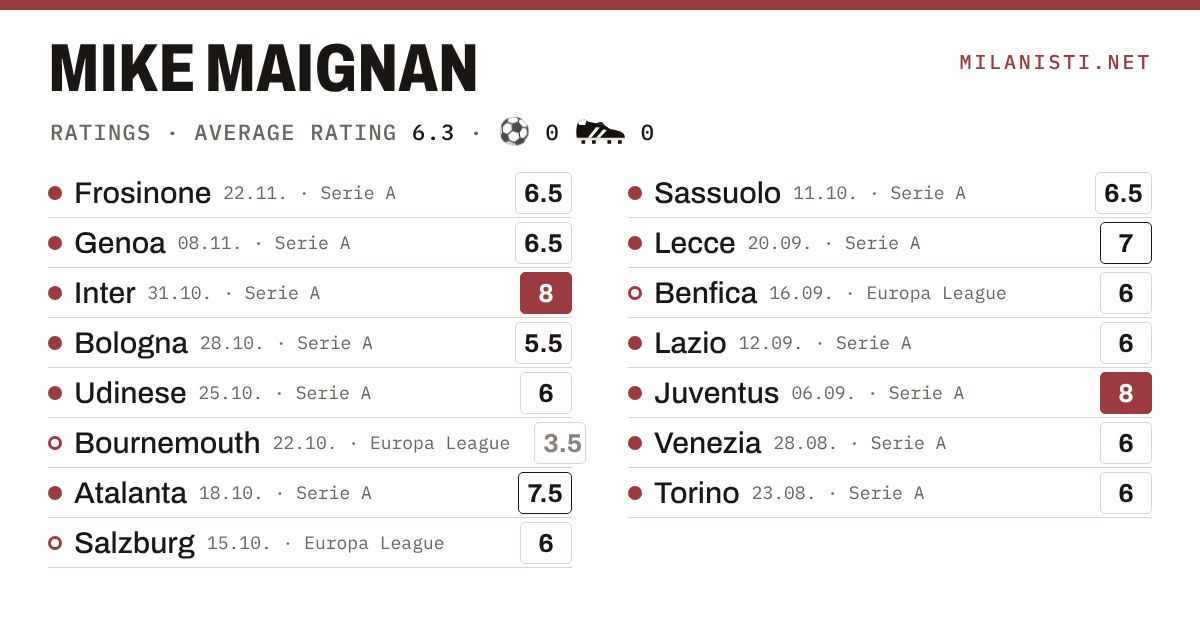 MIKE MAIGNAN
MILANISTI.NET
RATINGS · AVERAGE RATING 6.3 · 0 0
Frosinone 22.11. · Serie A 6.5
Genoa 08.11. · Serie A 6.5
Inter 31.10. · Serie A 8
Bologna 28.10. · Serie A 5.5
Udinese 25.10. · Serie A 6
Bournemouth 22.10. · Europa League 3.5
Atalanta 18.10. · Serie A 7.5
Salzburg 15.10. · Europa League 6
Sassuolo 11.10. · Serie A 6.5
Lecce 20.09. · Serie A 7
Benfica 16.09. · Europa League 6
Lazio 12.09. · Serie A 6
Juventus 06.09. · Serie A 8
Venezia 28.08. · Serie A 6
Torino 23.08. · Serie A 6